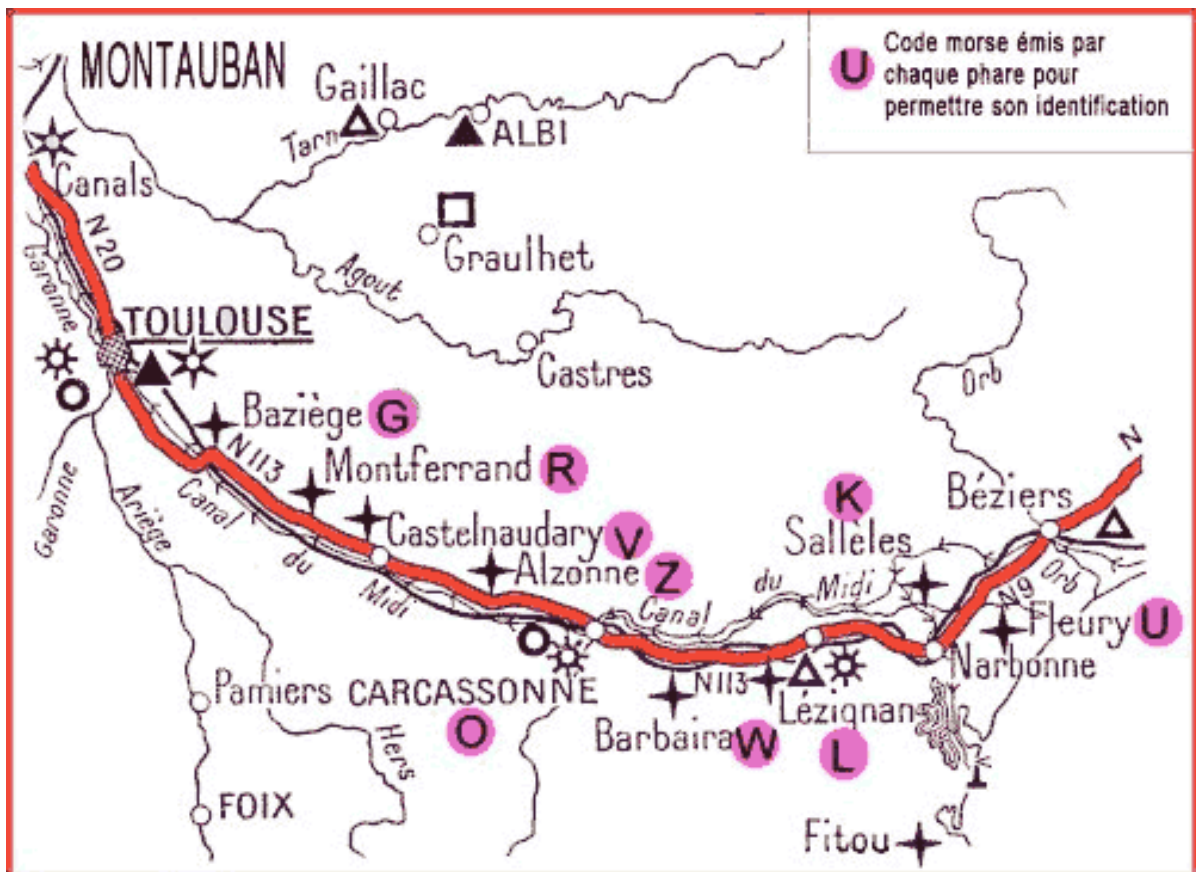 MONTAUBAN
U
Code morse émis par
chaque phare pour
permettre son identification
Gaillac
Tarn
ALBI
Canals
N 20
Garonne
Graulhet
Agout
TOULOUSE
Castres
Orb
Baziège G
N113
Montferrand R
K
N
Béziers
Garonne
Ariège
Canal
du
Midi
Castelnaudary V
Alzonne Z
Sallèles
Canal
du
Midi
Orb
N9
Fleury U
Narbonne
Pamiers
CARCASSONNE
O
N113
Lézignan
Barbaira W
L
Hers
FOIX
Fitou